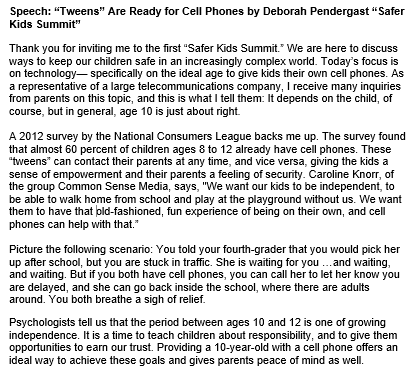 Speech: “Tweens” Are Ready for Cell Phones by Deborah Pendergast “Safer
Kids Summit”
Thank you for inviting me to the first “Safer Kids Summit.” We are here to discuss
ways to keep our children safe in an increasingly complex world. Today’s focus is
on technology— specifically on the ideal age to give kids their own cell phones. As
a representative of a large telecommunications company, I receive many inquiries
from parents on this topic, and this is what I tell them: It depends on the child, of
course, but in general, age 10 is just about right.
A 2012 survey by the National Consumers League backs me up. The survey found
that almost 60 percent of children ages 8 to 12 already have cell phones. These
“tweens” can contact their parents at any time, and vice versa, giving the kids a
sense of empowerment and their parents a feeling of security. Caroline Knorr, of
the group Common Sense Media, says, "We want our kids to be independent, to
be able to walk home from school and play at the playground without us. We want
them to have that old-fashioned, fun experience of being on their own, and cell
phones can help with that.”
Picture the following scenario: You told your fourth-grader that you would pick her
up after school, but you are stuck in traffic. She is waiting for you …and waiting,
and waiting. But if you both have cell phones, you can call her to let her know you
are delayed, and she can go back inside the school, where there are adults
around. You both breathe a sigh of relief.
Psychologists tell us that the period between ages 10 and 12 is one of growing
independence. It is a time to teach children about responsibility, and to give them
opportunities to earn our trust. Providing a 10-year-old with a cell phone offers an
ideal way to achieve these goals and gives parents peace of mind as well.